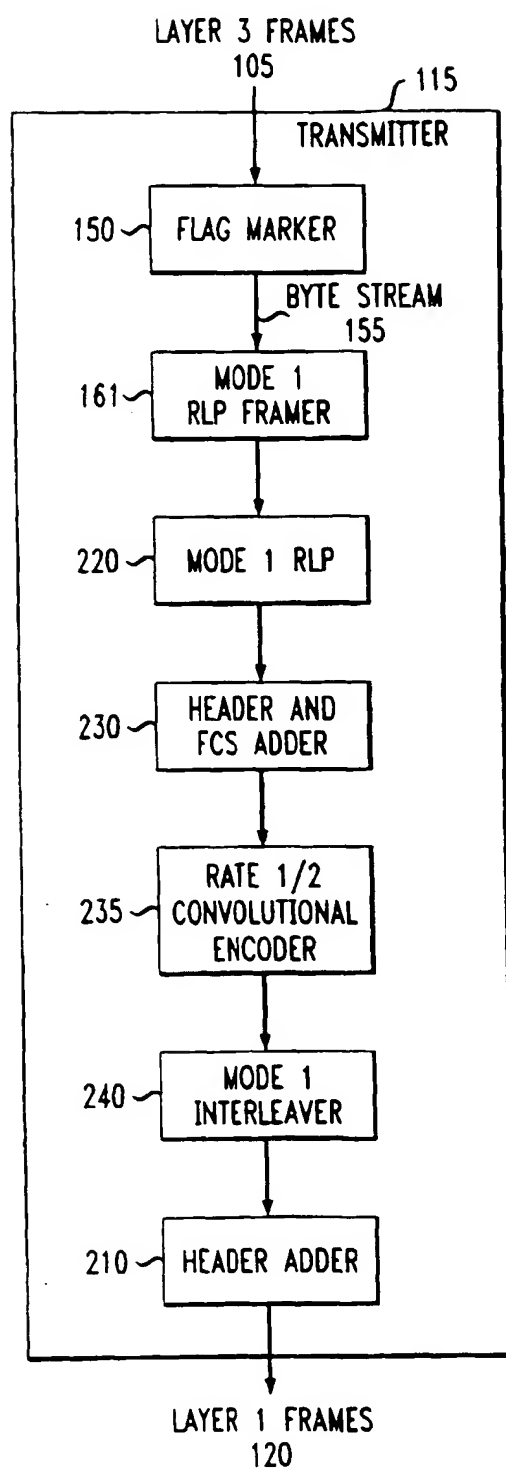 LAYER 3 FRAMES
105
115
TRANSMITTER
150
FLAG MARKER
BYTE STREAM
155
161
MODE 1
RLP FRAMER
220
MODE 1 RLP
230
HEADER AND
FCS ADDER
235
RATE 1/2
CONVOLUTIONAL
ENCODER
240
MODE 1
INTERLEAVER
210
HEADER ADDER
LAYER 1 FRAMES
120